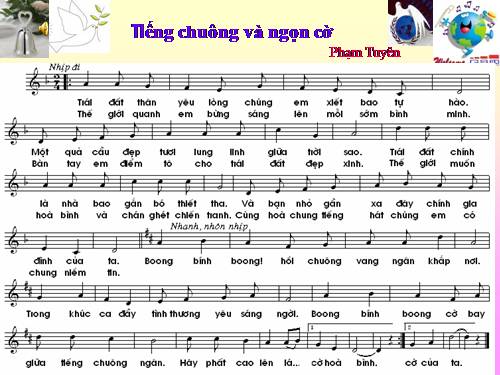 Tiếng chuông và ngọn cờ
Phạm Tuyên
Nhịp đi
Trái đất thân yêu lòng chúng em xiết bao tự hào.
Thế giới quanh em bừng sáng lên mỗi sớm bình minh.
Một quả cầu đẹp tươi lung linh giữa trời sao. Trái đất chính
Bàn tay em điểm tô cho trái đất đẹp xinh. Thế giới muốn
là nhà bao gắn bó thiết tha. Và bạn nhỏ gần xa đây chính gia
hoà bình và chán ghét chiến tranh. Cùng hoà chung tiếng hát chúng em có
Nhanh, nhộn nhịp
đình của ta. Boong bính boong! hồi chuông vang ngân khắp nơi.
chung niềm tin.
Trong khúc ca đầy tình thương yêu sáng ngời. Boong bính boong cờ bay
giữa tiếng chuông ngân. Hãy phất cao lên lá... cờ hoà bình. cờ của ta.